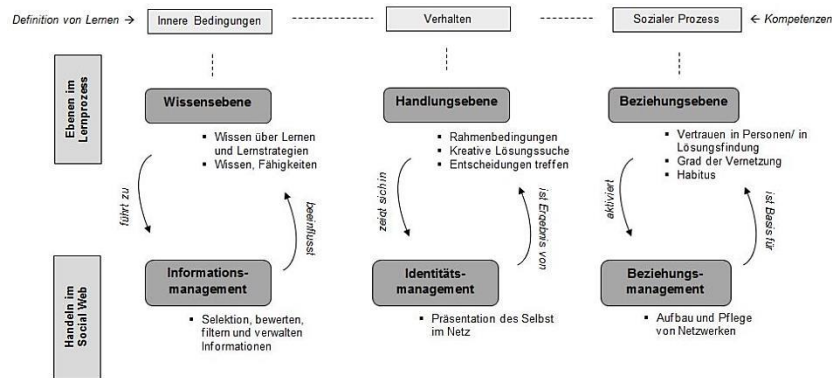 Definition von Lernen →
Innere Bedingungen
Verhalten
Sozialer Prozess
← Kompetenzen
Ebenen im
Lernprozess
Wissensebene
▪ Wissen über Lernen
und Lernstrategien
▪ Wissen, Fähigkeiten
Handlungsebene
▪ Rahmenbedingungen
▪ Kreative Lösungssuche
▪ Entscheidungen treffen
Beziehungsebene
▪ Vertrauen in Personen/ in
Lösungsfindung
▪ Grad der Vernetzung
▪ Habitus
führt zu
beeinflusst
zeigt sich in
ist Ergebnis von
aktiviert
ist Basis für
Handeln im
Social Web
Informations-
management
▪ Selektion, bewerten,
filtern und verwalten
Informationen
Identitäts-
management
▪ Präsentation des Selbst
im Netz
Beziehungs-
management
▪ Aufbau und Pflege
von Netzwerken